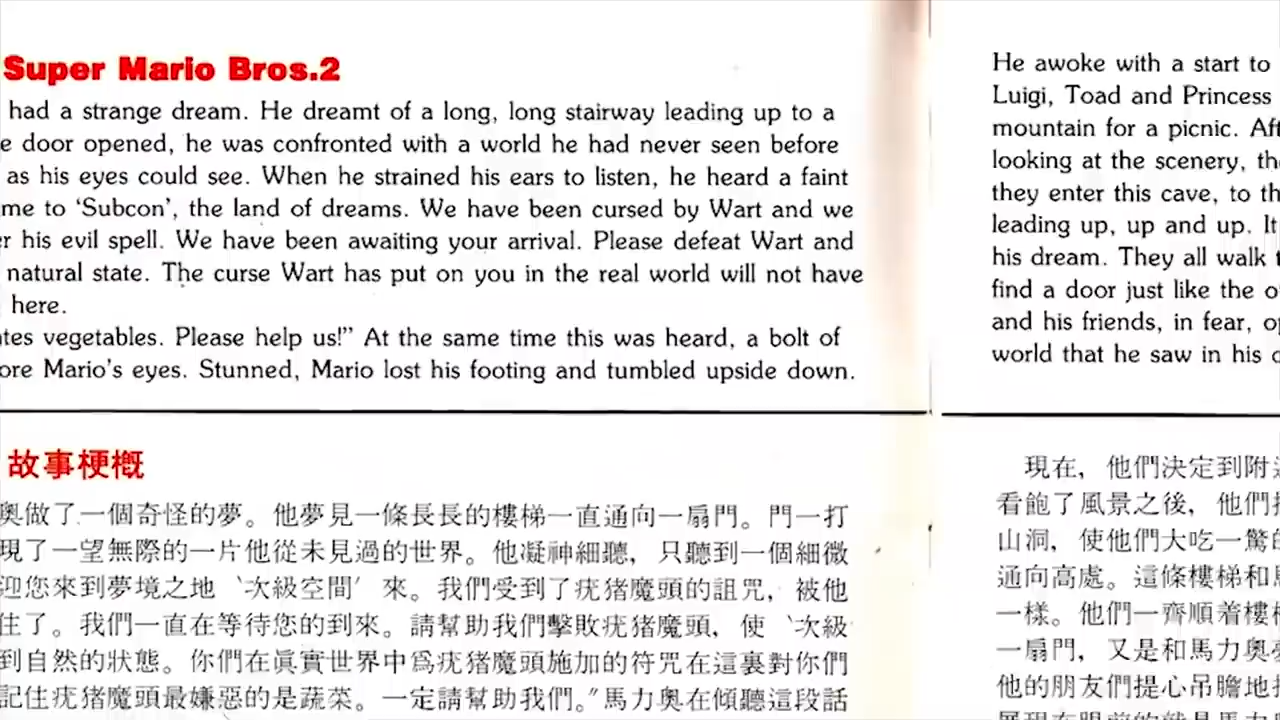 Super Mario Bros.2
had a strange dream. He dreamt of a long, long stairway leading up to a
door opened, he was confronted with a world he had never seen before
as his eyes could see. When he strained his ears to listen, he heard a faint
me to ‘Subcon’, the land of dreams. We have been cursed by Wart and we
his evil spell. We have been awaiting your arrival. Please defeat Wart and
natural state. The curse Wart has put on you in the real world will not have
here.
tes vegetables. Please help us!” At the same time this was heard, a bolt of
ore Mario’s eyes. Stunned, Mario lost his footing and tumbled upside down.
故事梗概
奥做了一個奇怪的夢。他夢見一條長長的樓梯一直通向一扇門。門一打
現了一望無際的一片他從未見過的世界。他凝神細聽，只聽到一個細微
迎您來到夢境之地〝次級空間〞來。我們受到了疣猪魔頭的詛咒，被他
住了。我們一直在等待您的到來。請幫助我們擊敗疣猪魔頭，使〝次級
到自然的狀態。你們在眞實世界中爲疣猪魔頭施加的符咒在這裏對你們
記住疣猪魔頭最嫌惡的是蔬菜。一定請幫助我們。〞馬力奥在傾聽這段話
He awoke with a start to
Luigi, Toad and Princess
mountain for a picnic. Aft
looking at the scenery, the
they enter this cave, to th
leading up, up and up. It
his dream. They all walk t
find a door just like the o
and his friends, in fear, op
world that he saw in his d
現在，他們決定到附近
看飽了風景之後，他們
山洞，使他們大吃一驚的
通向高處。這條樓梯和馬
一樣。他們一齊順着樓梯
一扇門，又是和馬力奥夢
他的朋友們提心吊膽地
展現在眼前的就是馬力奥